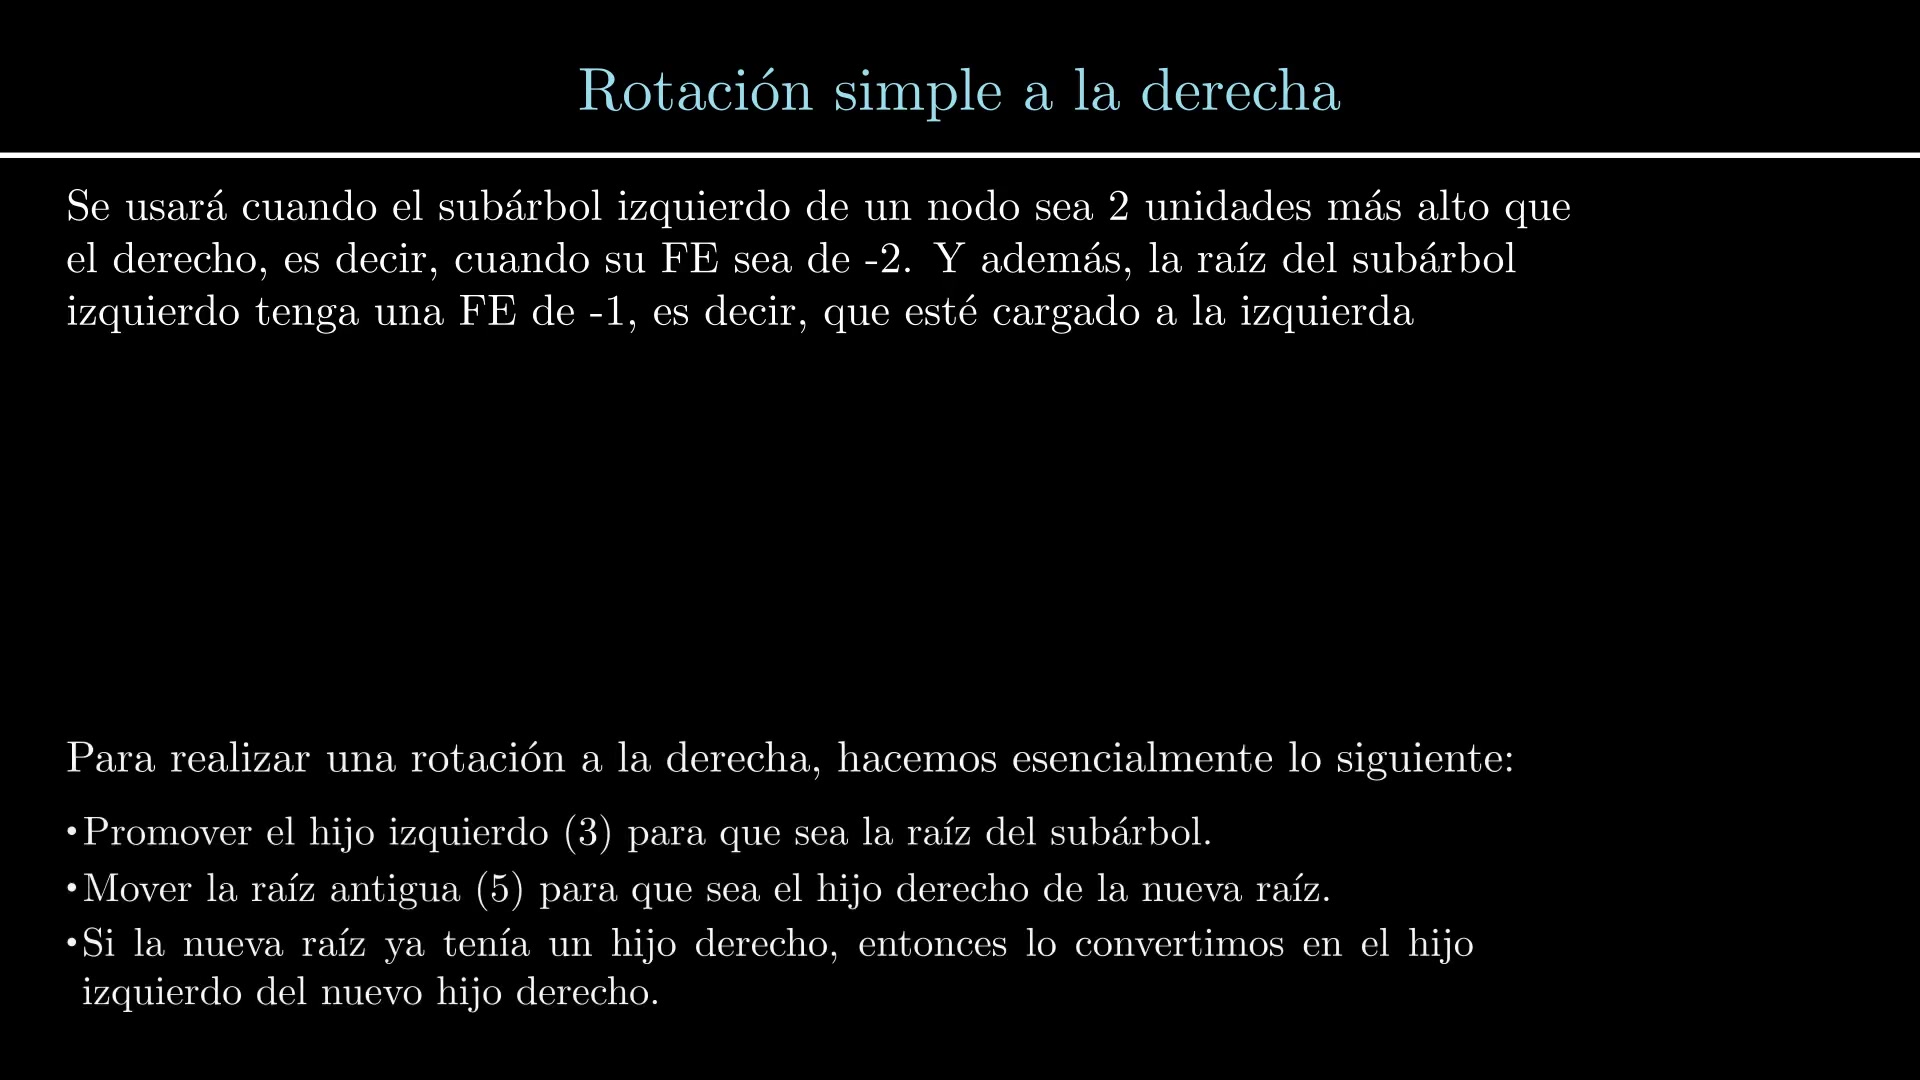 Rotación simple a la derecha
Se usará cuando el subárbol izquierdo de un nodo sea 2 unidades más alto que
el derecho, es decir, cuando su FE sea de -2. Y además, la raíz del subárbol
izquierdo tenga una FE de -1, es decir, que esté cargado a la izquierda
Para realizar una rotación a la derecha, hacemos esencialmente lo siguiente:
•Promover el hijo izquierdo (3) para que sea la raíz del subárbol.
•Mover la raíz antigua (5) para que sea el hijo derecho de la nueva raíz.
•Si la nueva raíz ya tenía un hijo derecho, entonces lo convertimos en el hijo
izquierdo del nuevo hijo derecho.